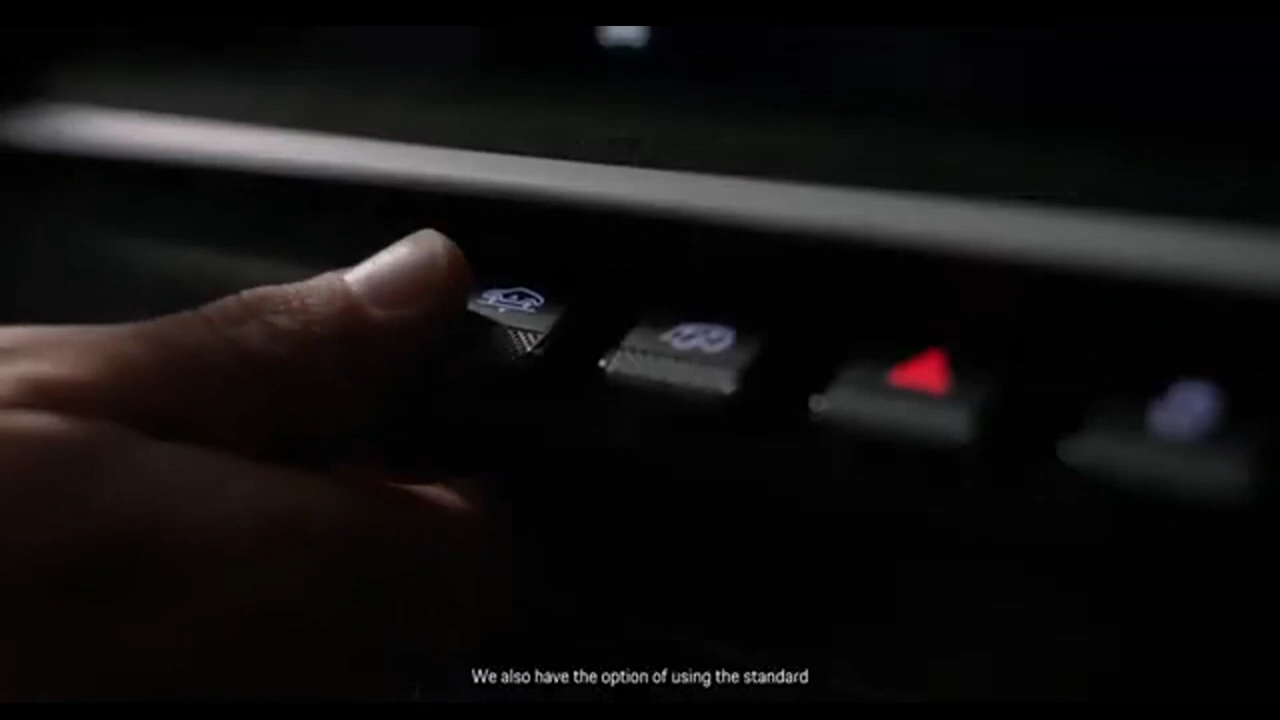 We also have the option of using the standard